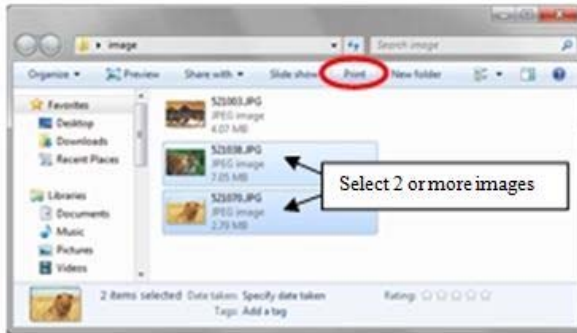 image
Search image
Organize Preview Share with Slide show Print New folder
Favorites
Desktop
Downloads
Recent Places
Libraries
Documents
Music
Pictures
Videos
521003.JPG
JPEG image
4.07 MB
521038.JPG
JPEG image
7.05 MB
521070.JPG
JPEG image
2.79 MB
Select 2 or more images
2 items selected Date taken: Specify date taken Rating:
Tags: Add a tag